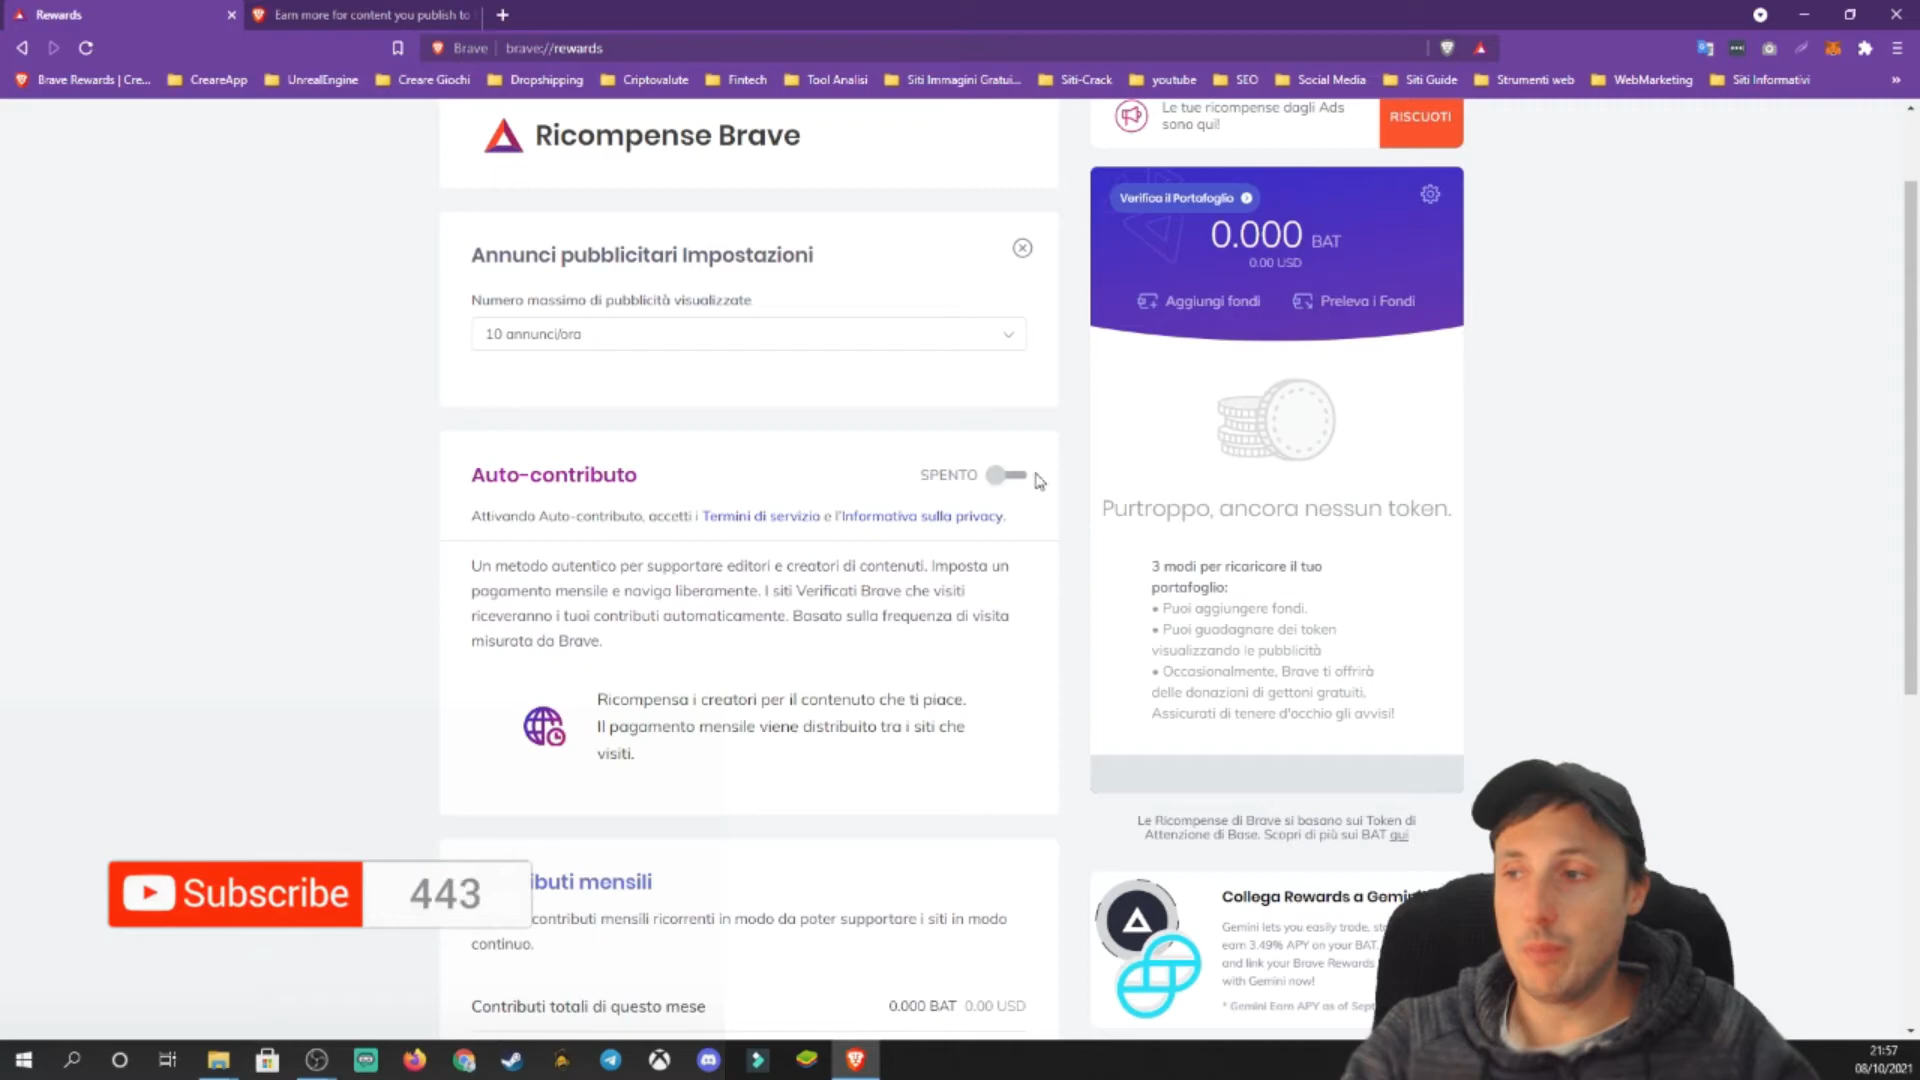 Rewards
Earn more for content you publish to
Brave
brave://rewards
Brave Rewards | Cre...
CreareApp
UnrealEngine
Creare Giochi
Dropshipping
Criptovalute
Fintech
Tool Analisi
Siti Immagini Gratui...
Siti-Crack
youtube
SEO
Social Media
Siti Guide
Strumenti web
WebMarketing
Siti Informativi
»
Ricompense Brave
Annunci pubblicitari Impostazioni
Numero massimo di pubblicità visualizzate
10 annunci/ora
Auto-contributo
SPENTO
Attivando Auto-contributo, accetti i Termini di servizio e l'Informativa sulla privacy.
Un metodo autentico per supportare editori e creatori di contenuti. Imposta un
pagamento mensile e naviga liberamente. I siti Verificati Brave che visiti
riceveranno i tuoi contributi automaticamente. Basato sulla frequenza di visita
misurata da Brave.
Ricompensa i creatori per il contenuto che ti piace.
Il pagamento mensile viene distribuito tra i siti che
visiti.
Subscribe
443
buti mensili
contributi mensili ricorrenti in modo da poter supportare i siti in modo
continuo.
Contributi totali di questo mese
0.000 BAT 0.00 USD
Le tue ricompense dagli Ads
sono qui!
RISCUOTI
Verifica il Portafoglio
0.000 BAT
0.00 USD
Aggiungi fondi
Preleva i Fondi
Purtroppo, ancora nessun token.
3 modi per ricaricare il tuo
portafoglio:
• Puoi aggiungere fondi.
• Puoi guadagnare dei token
visualizzando le pubblicità
• Occasionalmente, Brave ti offrirà
delle donazioni di gettoni gratuiti.
Assicurati di tenere d'occhio gli avvisi!
Le Ricompense di Brave si basano sui Token di
Attenzione di Base. Scopri di più sui BAT qui
Collega Rewards a Gemini
Gemini lets you easily trade,
earn 3.49% APY on your BAT.
and link your Brave Rewards
with Gemini now!
* Gemini Earn APY as of Sept
21:57
08/10/2021